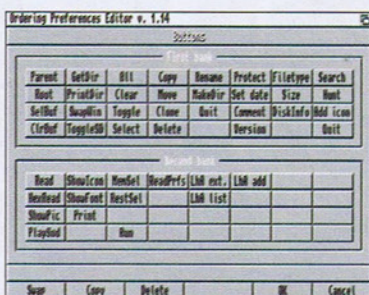 Ordering Preferences Editor v. 1.14
Buttons
First bank
Parent GetDir All Copy Rename Protect Filetype Search
Root PrintDir Clear Move MakeDir Set date Size Hunt
SelBuf SwapWin Toggle Clone Quit Comment DiskInfo Add icon
ClrBuf ToggleSD Select Delete Version Quit
Second bank
Read ShowIcon MemSel ReadPrfs LhA ext. LhA add
HexRead ShowFont RestSel LhA list
ShowPic Print
PlaySnd Run
Swap Copy Delete OK Cancel